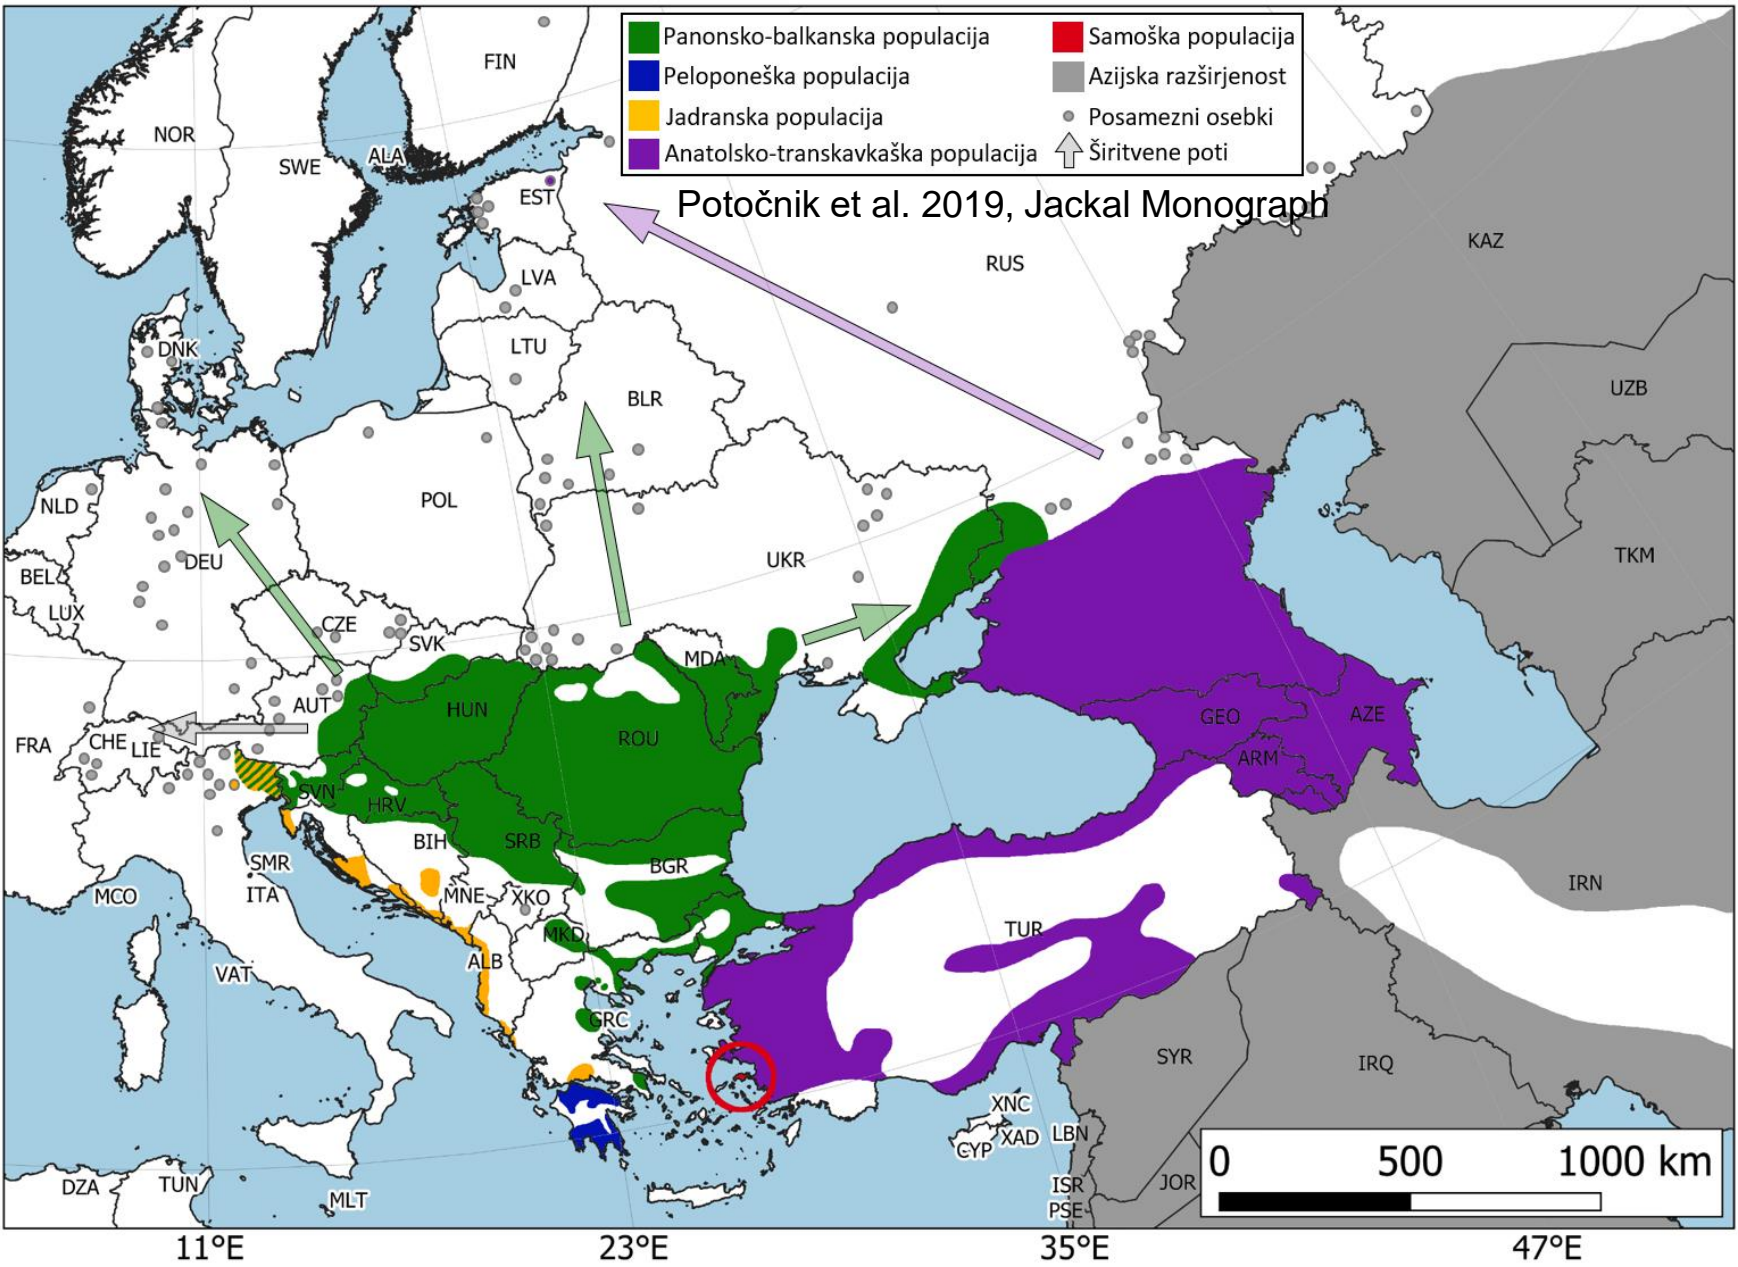 Panonsko-balkanska populacija
Peloponeška populacija
Jadranska populacija
Anatolsko-transkavkaška populacija
Samoška populacija
Azijska razširjenost
Posamezni osebki
Širitvene poti
Potočnik et al. 2019, Jackal Monograph
FIN
NOR
SWE
ALA
EST
RUS
KAZ
LVA
DNK
LTU
BLR
UZB
NLD
POL
DEU
UKR
BEL
LUX
TKM
CZE
SVK
MDA
AUT
HUN
ROU
GEO
AZE
FRA
CHE
LIE
ARM
SVN
HRV
BIH
SRB
SMR
BGR
ITA
MCO
MNE
XKO
IRN
TUR
MKD
ALB
VAT
GRC
SYR
IRQ
XNC
XAD
CYP
LBN
DZA
TUN
MLT
ISR
PSE
JOR
0 500 1000 km
11°E 23°E 35°E 47°E